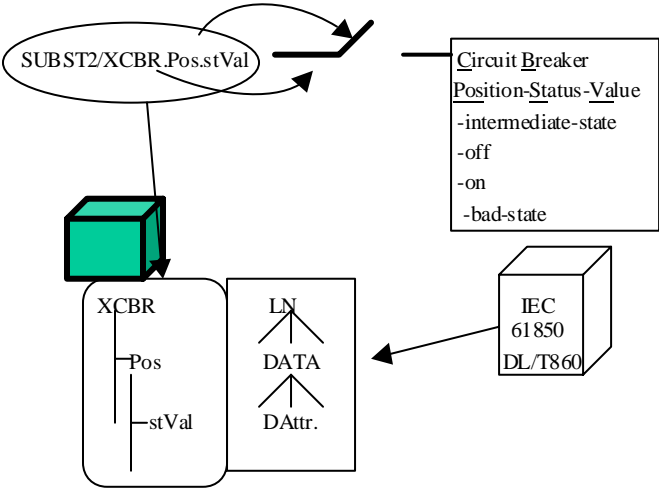 SUBST2/XCBR.Pos.stVal
Circuit Breaker
Position-Status-Value
-intermediate-state
-off
-on
-bad-state
XCBR
Pos
stVal
LN
DATA
DAttr.
IEC
61850
DL/T860